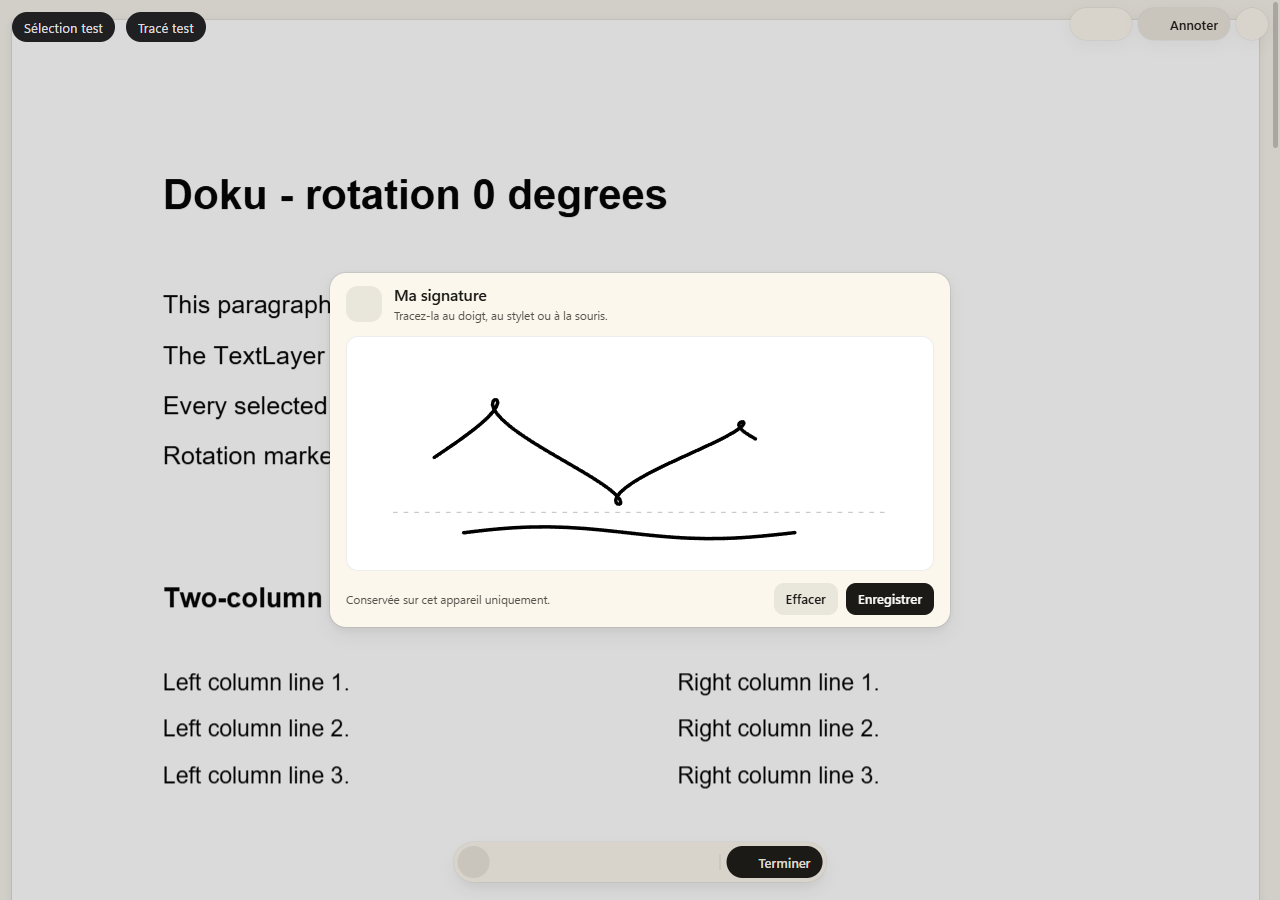 Sélection test
Tracé test
Annoter
Doku - rotation 0 degrees
This paragraph
The TextLayer
Every selected
Rotation marke
Ma signature
Tracez-la au doigt, au stylet ou à la souris.
Conservée sur cet appareil uniquement.
Effacer
Enregistrer
Two-column
Left column line 1.
Left column line 2.
Left column line 3.
Right column line 1.
Right column line 2.
Right column line 3.
Terminer